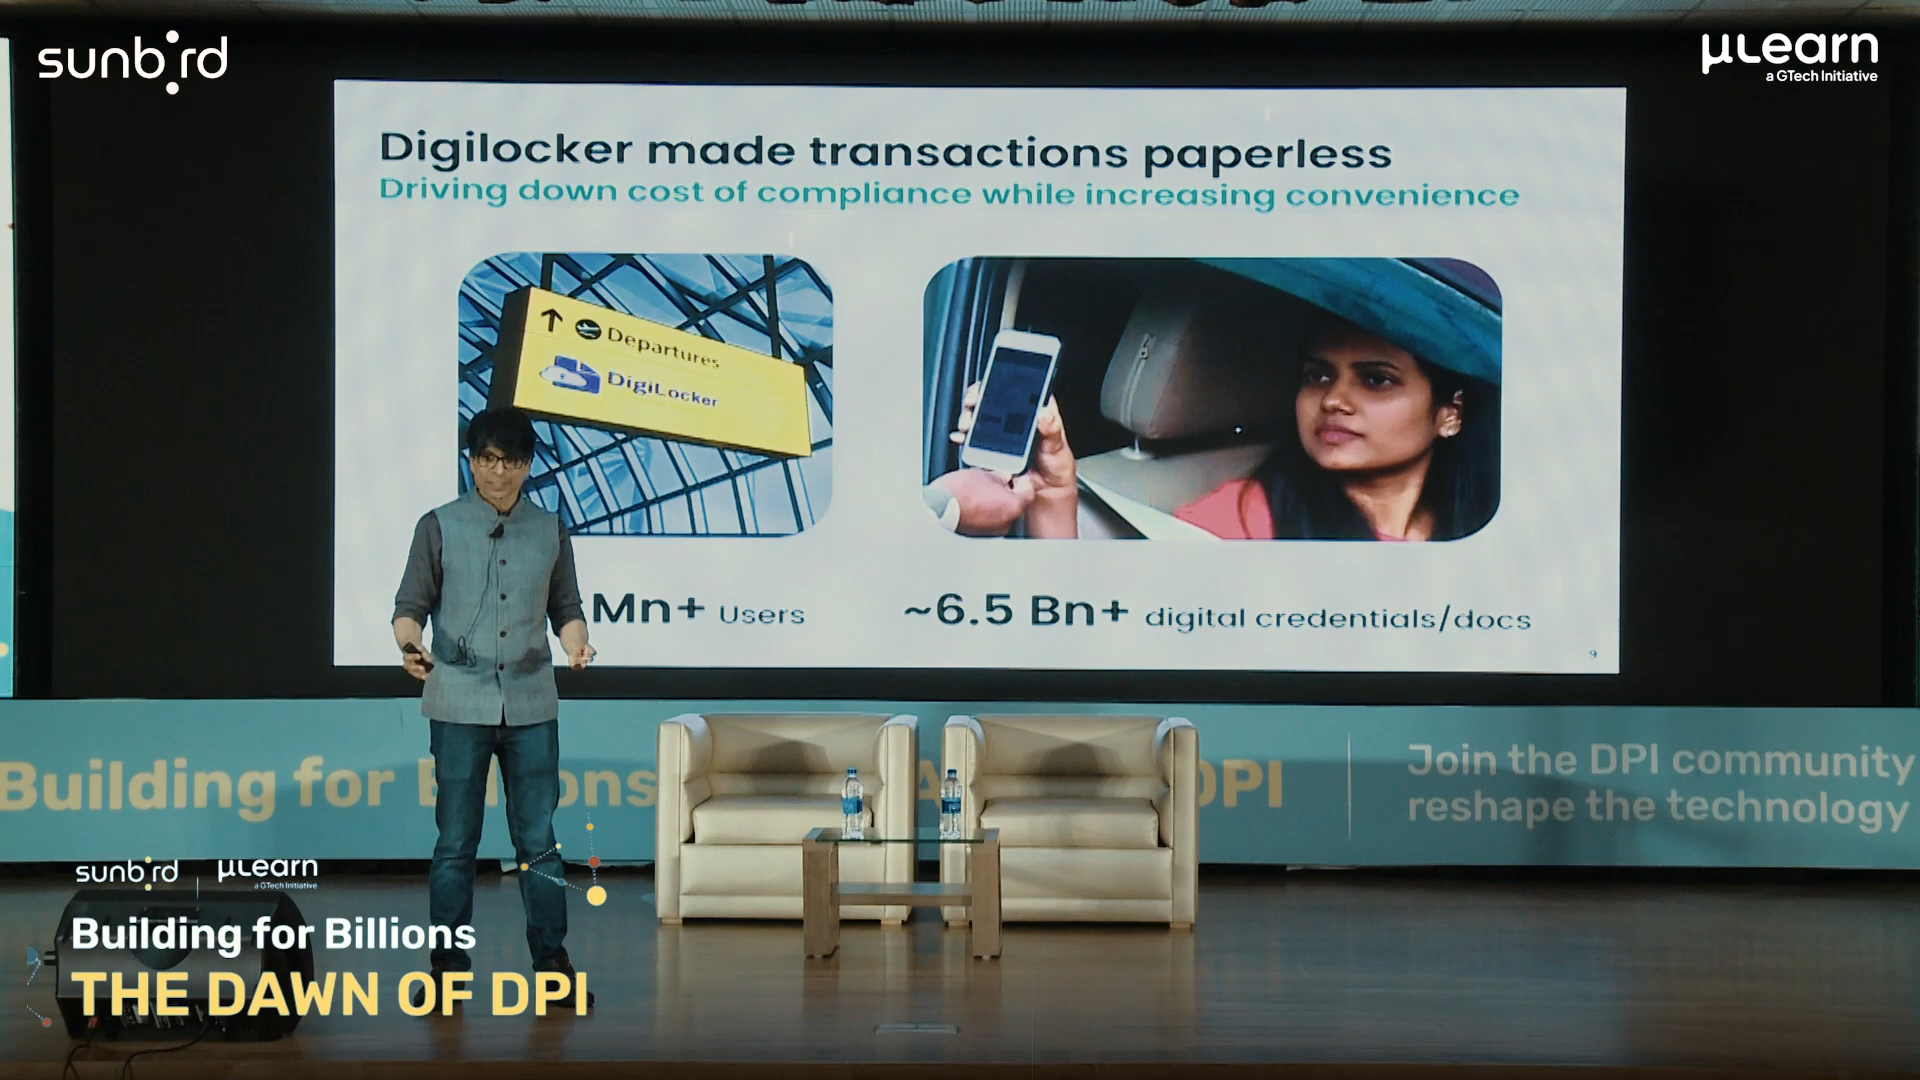 sunbird
µLearn
a GTech Initiative
Digilocker made transactions paperless
Driving down cost of compliance while increasing convenience
Departures
DigiLocker
Mn+ Users
~6.5 Bn+ digital credentials/docs
9
Building for Billions
DPI
Join the DPI community
reshape the technology
sunbird
µLearn
a GTech Initiative
Building for Billions
THE DAWN OF DPI